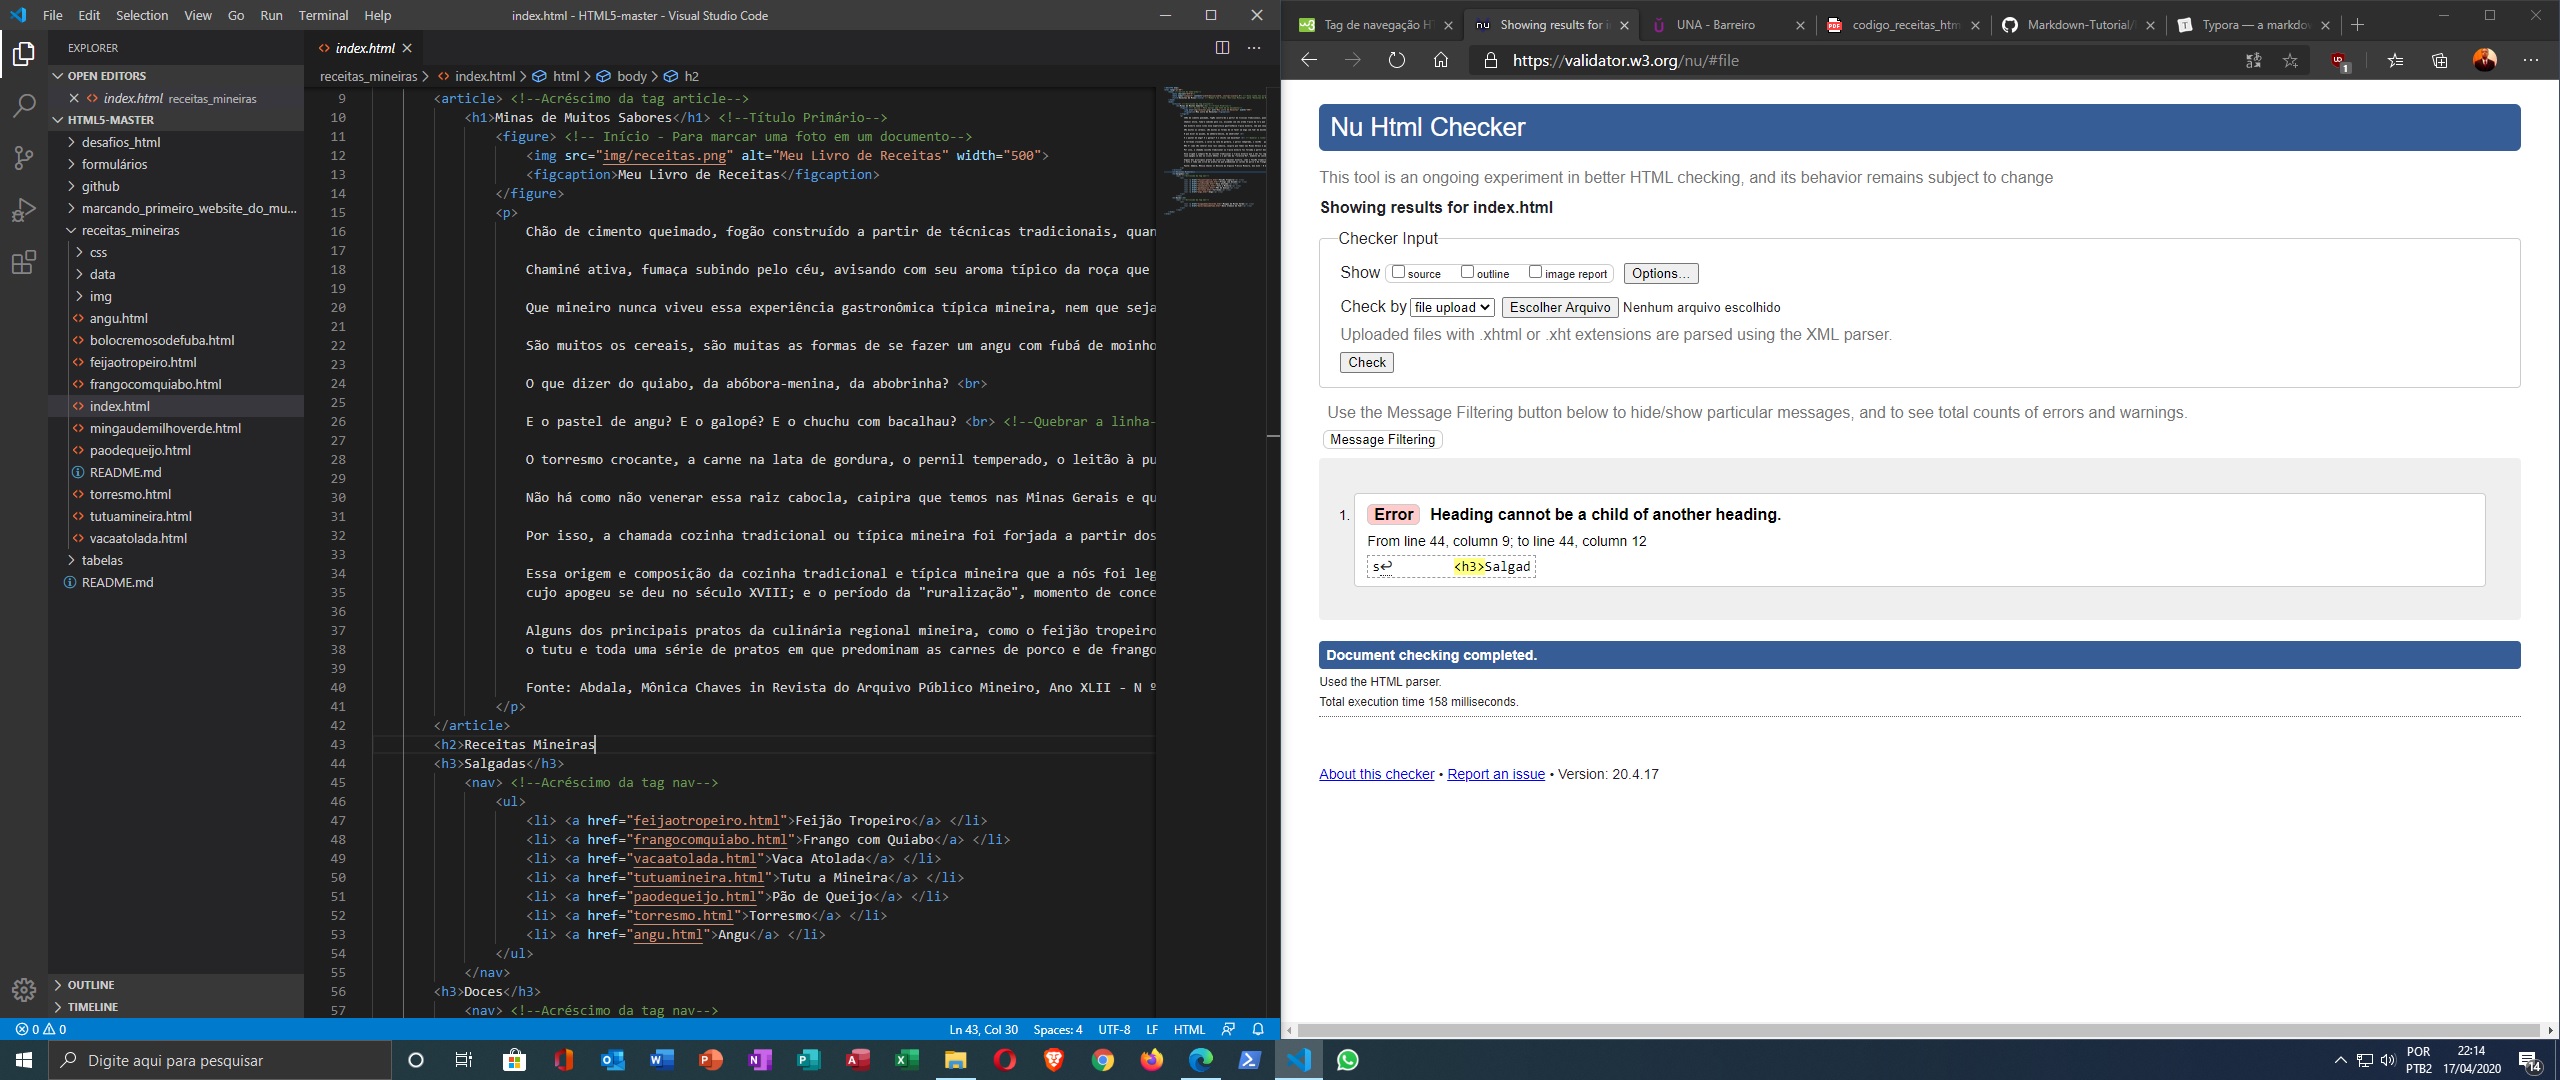 File Edit Selection View Go Run Terminal Help
index.html - HTML5-master - Visual Studio Code
EXPLORER
OPEN EDITORS
index.html receitas_mineiras
HTML5-MASTER
desafios_html
formulários
github
marcando_primeiro_website_do_mu...
receitas_mineiras
css
data
img
angu.html
bolocremosodefuba.html
feijaotropeiro.html
frangocomquiabo.html
index.html
mingaudemilhoverde.html
paodequeijo.html
README.md
torresmo.html
tutuamineira.html
vacaatolada.html
tabelas
README.md
OUTLINE
TIMELINE
index.html
receitas_mineiras > index.html > html > body > h2
9 <article> <!--Acréscimo da tag article-->
10 <h1>Minas de Muitos Sabores</h1> <!--Título Primário-->
11 <figure> <!-- Início - Para marcar uma foto em um documento-->
12 <img src="img/receitas.png" alt="Meu Livro de Receitas" width="500">
13 <figcaption>Meu Livro de Receitas</figcaption>
14 </figure>
15 <p>
16 Chão de cimento queimado, fogão construído a partir de técnicas tradicionais, quan
17
18 Chaminé ativa, fumaça subindo pelo céu, avisando com seu aroma típico da roça que
19
20 Que mineiro nunca viveu essa experiência gastronômica típica mineira, nem que seja
21
22 São muitos os cereais, são muitas as formas de se fazer um angu com fubá de moinho
23
24 O que dizer do quiabo, da abóbora-menina, da abobrinha? <br>
25
26 E o pastel de angu? E o galopé? E o chuchu com bacalhau? <br> <!--Quebrar a linha-
27
28 O torresmo crocante, a carne na lata de gordura, o pernil temperado, o leitão à pu
29
30 Não há como não venerar essa raiz cabocla, caipira que temos nas Minas Gerais e qu
31
32 Por isso, a chamada cozinha tradicional ou típica mineira foi forjada a partir dos
33
34 Essa origem e composição da cozinha tradicional e típica mineira que a nós foi leg
35 cujo apogeu se deu no século XVIII; e o período da "ruralização", momento de conce
36
37 Alguns dos principais pratos da culinária regional mineira, como o feijão tropeiro
38 o tutu e toda uma série de pratos em que predominam as carnes de porco e de frango
39
40 Fonte: Abdala, Mônica Chaves in Revista do Arquivo Público Mineiro, Ano XLII - N º
41 </p>
42 </article>
43 <h2>Receitas Mineiras
44 <h3>Salgadas</h3>
45 <nav> <!--Acréscimo da tag nav-->
46 <ul>
47 <li> <a href="feijaotropeiro.html">Feijão Tropeiro</a> </li>
48 <li> <a href="frangocomquiabo.html">Frango com Quiabo</a> </li>
49 <li> <a href="vacaatolada.html">Vaca Atolada</a> </li>
50 <li> <a href="tutuamineira.html">Tutu a Mineira</a> </li>
51 <li> <a href="paodequeijo.html">Pão de Queijo</a> </li>
52 <li> <a href="torresmo.html">Torresmo</a> </li>
53 <li> <a href="angu.html">Angu</a> </li>
54 </ul>
55 </nav>
56 <h3>Doces</h3>
57 <nav> <!--Acréscimo da tag nav-->
0 0
Ln 43, Col 30 Spaces: 4 UTF-8 LF HTML
Tag de navegação HT
Showing results for in
UNA - Barreiro
codigo_receitas_html
Markdown-Tutorial/
Typora — a markdow
https://validator.w3.org/nu/#file
1
Nu Html Checker
This tool is an ongoing experiment in better HTML checking, and its behavior remains subject to change
Showing results for index.html
Checker Input
Show source outline image report Options...
Check by file upload Escolher Arquivo Nenhum arquivo escolhido
Uploaded files with .xhtml or .xht extensions are parsed using the XML parser.
Check
Use the Message Filtering button below to hide/show particular messages, and to see total counts of errors and warnings.
Message Filtering
1. Error Heading cannot be a child of another heading.
From line 44, column 9; to line 44, column 12
s↩ <h3>Salgad
Document checking completed.
Used the HTML parser.
Total execution time 158 milliseconds.
About this checker • Report an issue • Version: 20.4.17
Digite aqui para pesquisar
POR
PTB2
22:14
17/04/2020
14